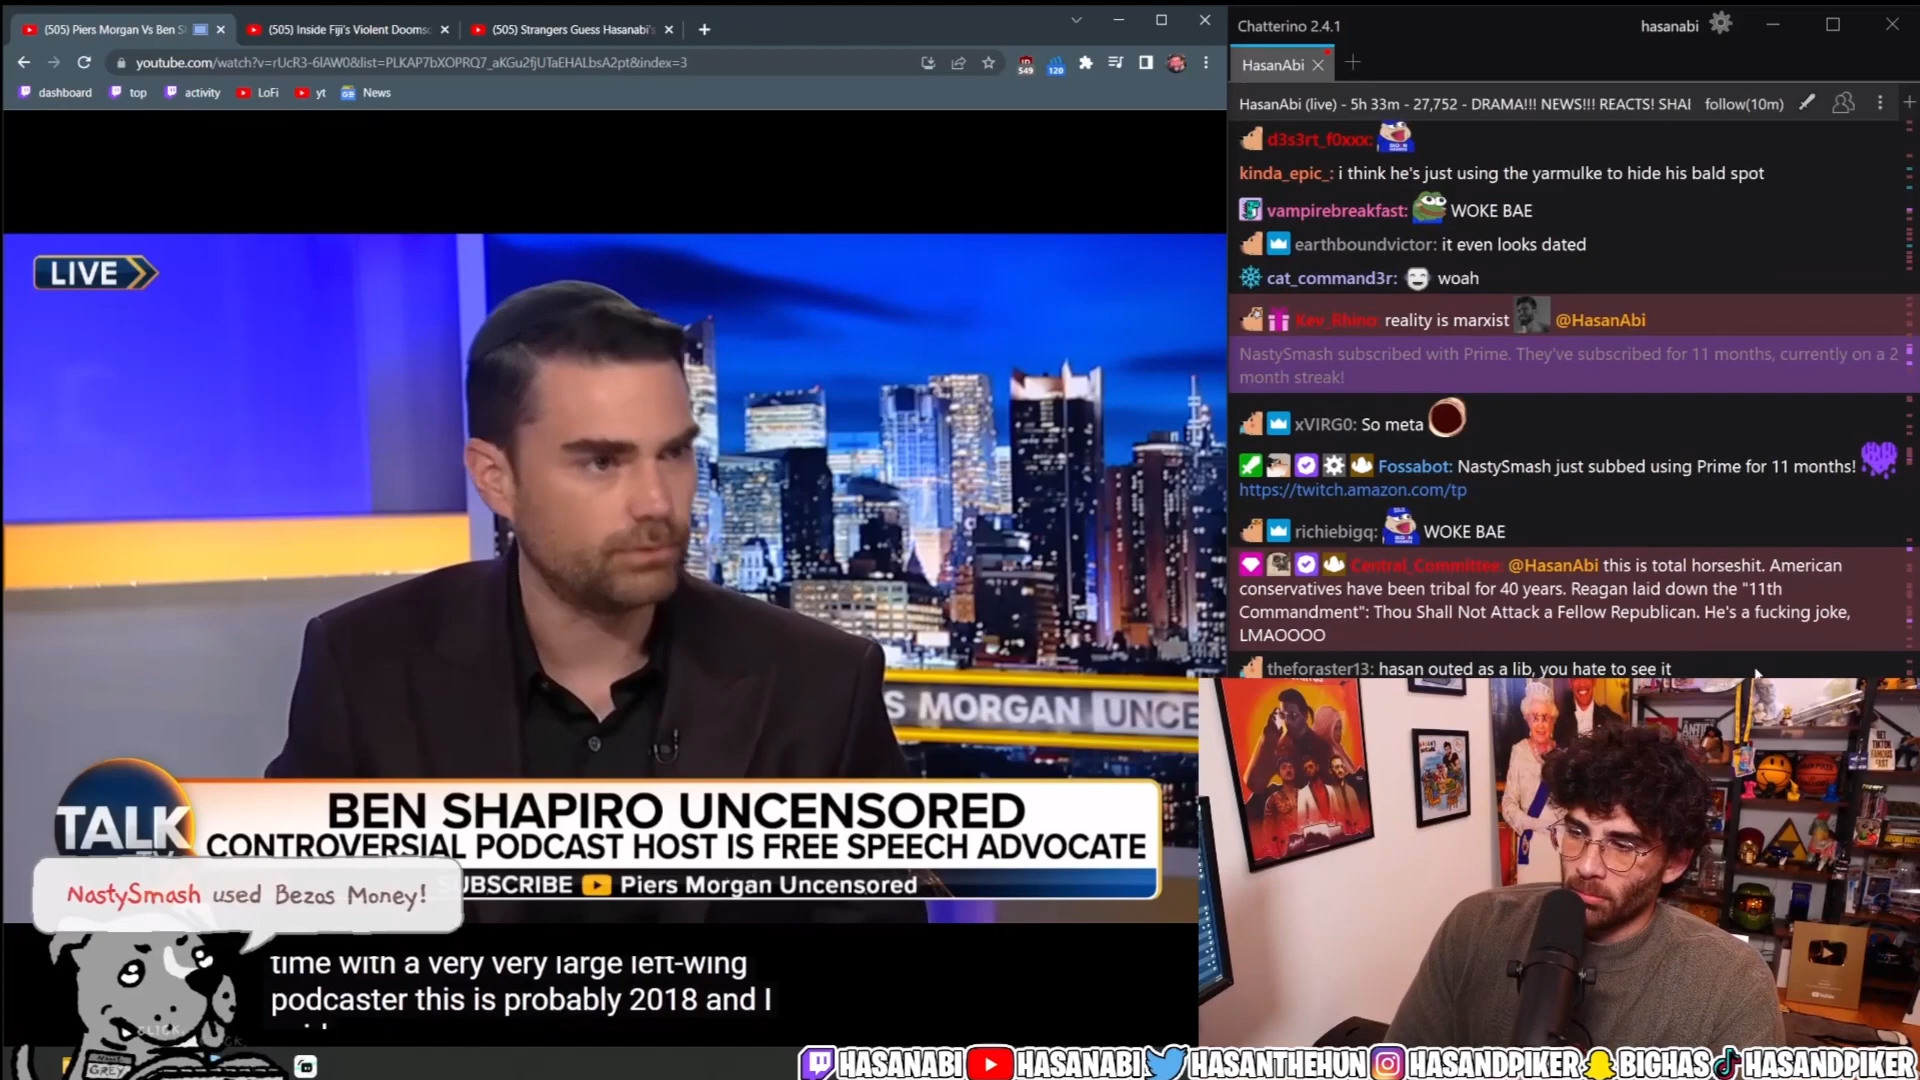 (505) Piers Morgan Vs Ben S
(505) Inside Fiji's Violent Doomsd
(505) Strangers Guess Hasanabi's
youtube.com/watch?v=rUcR3-6lAW0&list=PLKAP7bXOPRQ7_aKGu2fjUTaEHALbsA2pt&index=3
549
120
dashboard
top
activity
LoFi
yt
News
LIVE
S MORGAN UNCE
TALK
BEN SHAPIRO UNCENSORED
CONTROVERSIAL PODCAST HOST IS FREE SPEECH ADVOCATE
UBSCRIBE Piers Morgan Uncensored
NastySmash used Bezos Money!
time with a very very large left-wing
podcaster this is probably 2018 and I
GREY
Chatterino 2.4.1
hasanabi
HasanAbi
HasanAbi (live) - 5h 33m - 27,752 - DRAMA!!! NEWS!!! REACTS! SHAI follow(10m)
d3s3rt_f0xxx:
kinda_epic_: i think he's just using the yarmulke to hide his bald spot
vampirebreakfast: WOKE BAE
earthboundvictor: it even looks dated
cat_command3r: woah
Kev_Rhino: reality is marxist @HasanAbi
NastySmash subscribed with Prime. They've subscribed for 11 months, currently on a 2
month streak!
xVIRG0: So meta
Fossabot: NastySmash just subbed using Prime for 11 months!
https://twitch.amazon.com/tp
richiebigq: WOKE BAE
Central_Committee: @HasanAbi this is total horseshit. American
conservatives have been tribal for 40 years. Reagan laid down the "11th
Commandment": Thou Shall Not Attack a Fellow Republican. He's a fucking joke,
LMAOOOO
theforaster13: hasan outed as a lib, you hate to see it
HASANABI HASANABI HASANTHEHUN HASANDPIKER BIGHAS HASANDPIKER